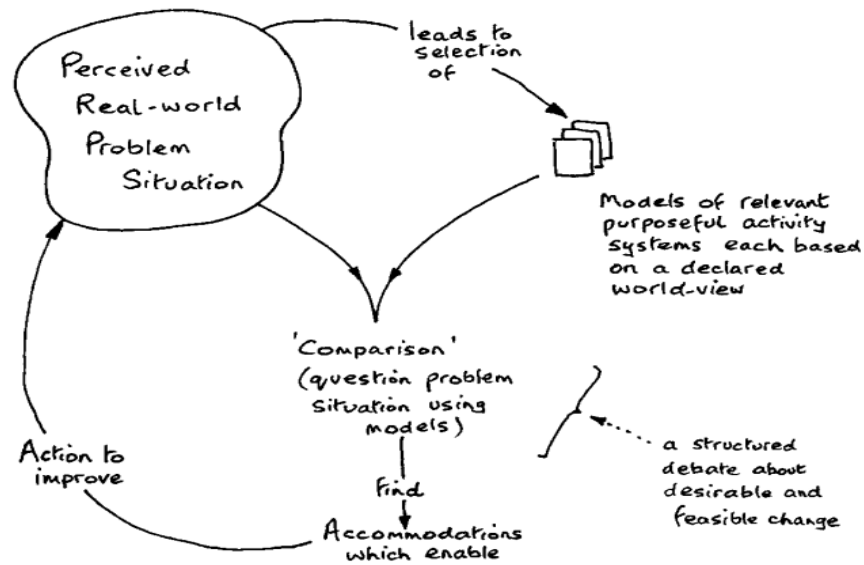 Perceived
Real-world
Problem
Situation
leads to
selection
of
Models of relevant
purposeful activity
systems each based
on a declared
world-view
'Comparison'
(question problem
situation using
models)
find
Accommodations
which enable
Action to
improve
a structured
debate about
desirable and
feasible change